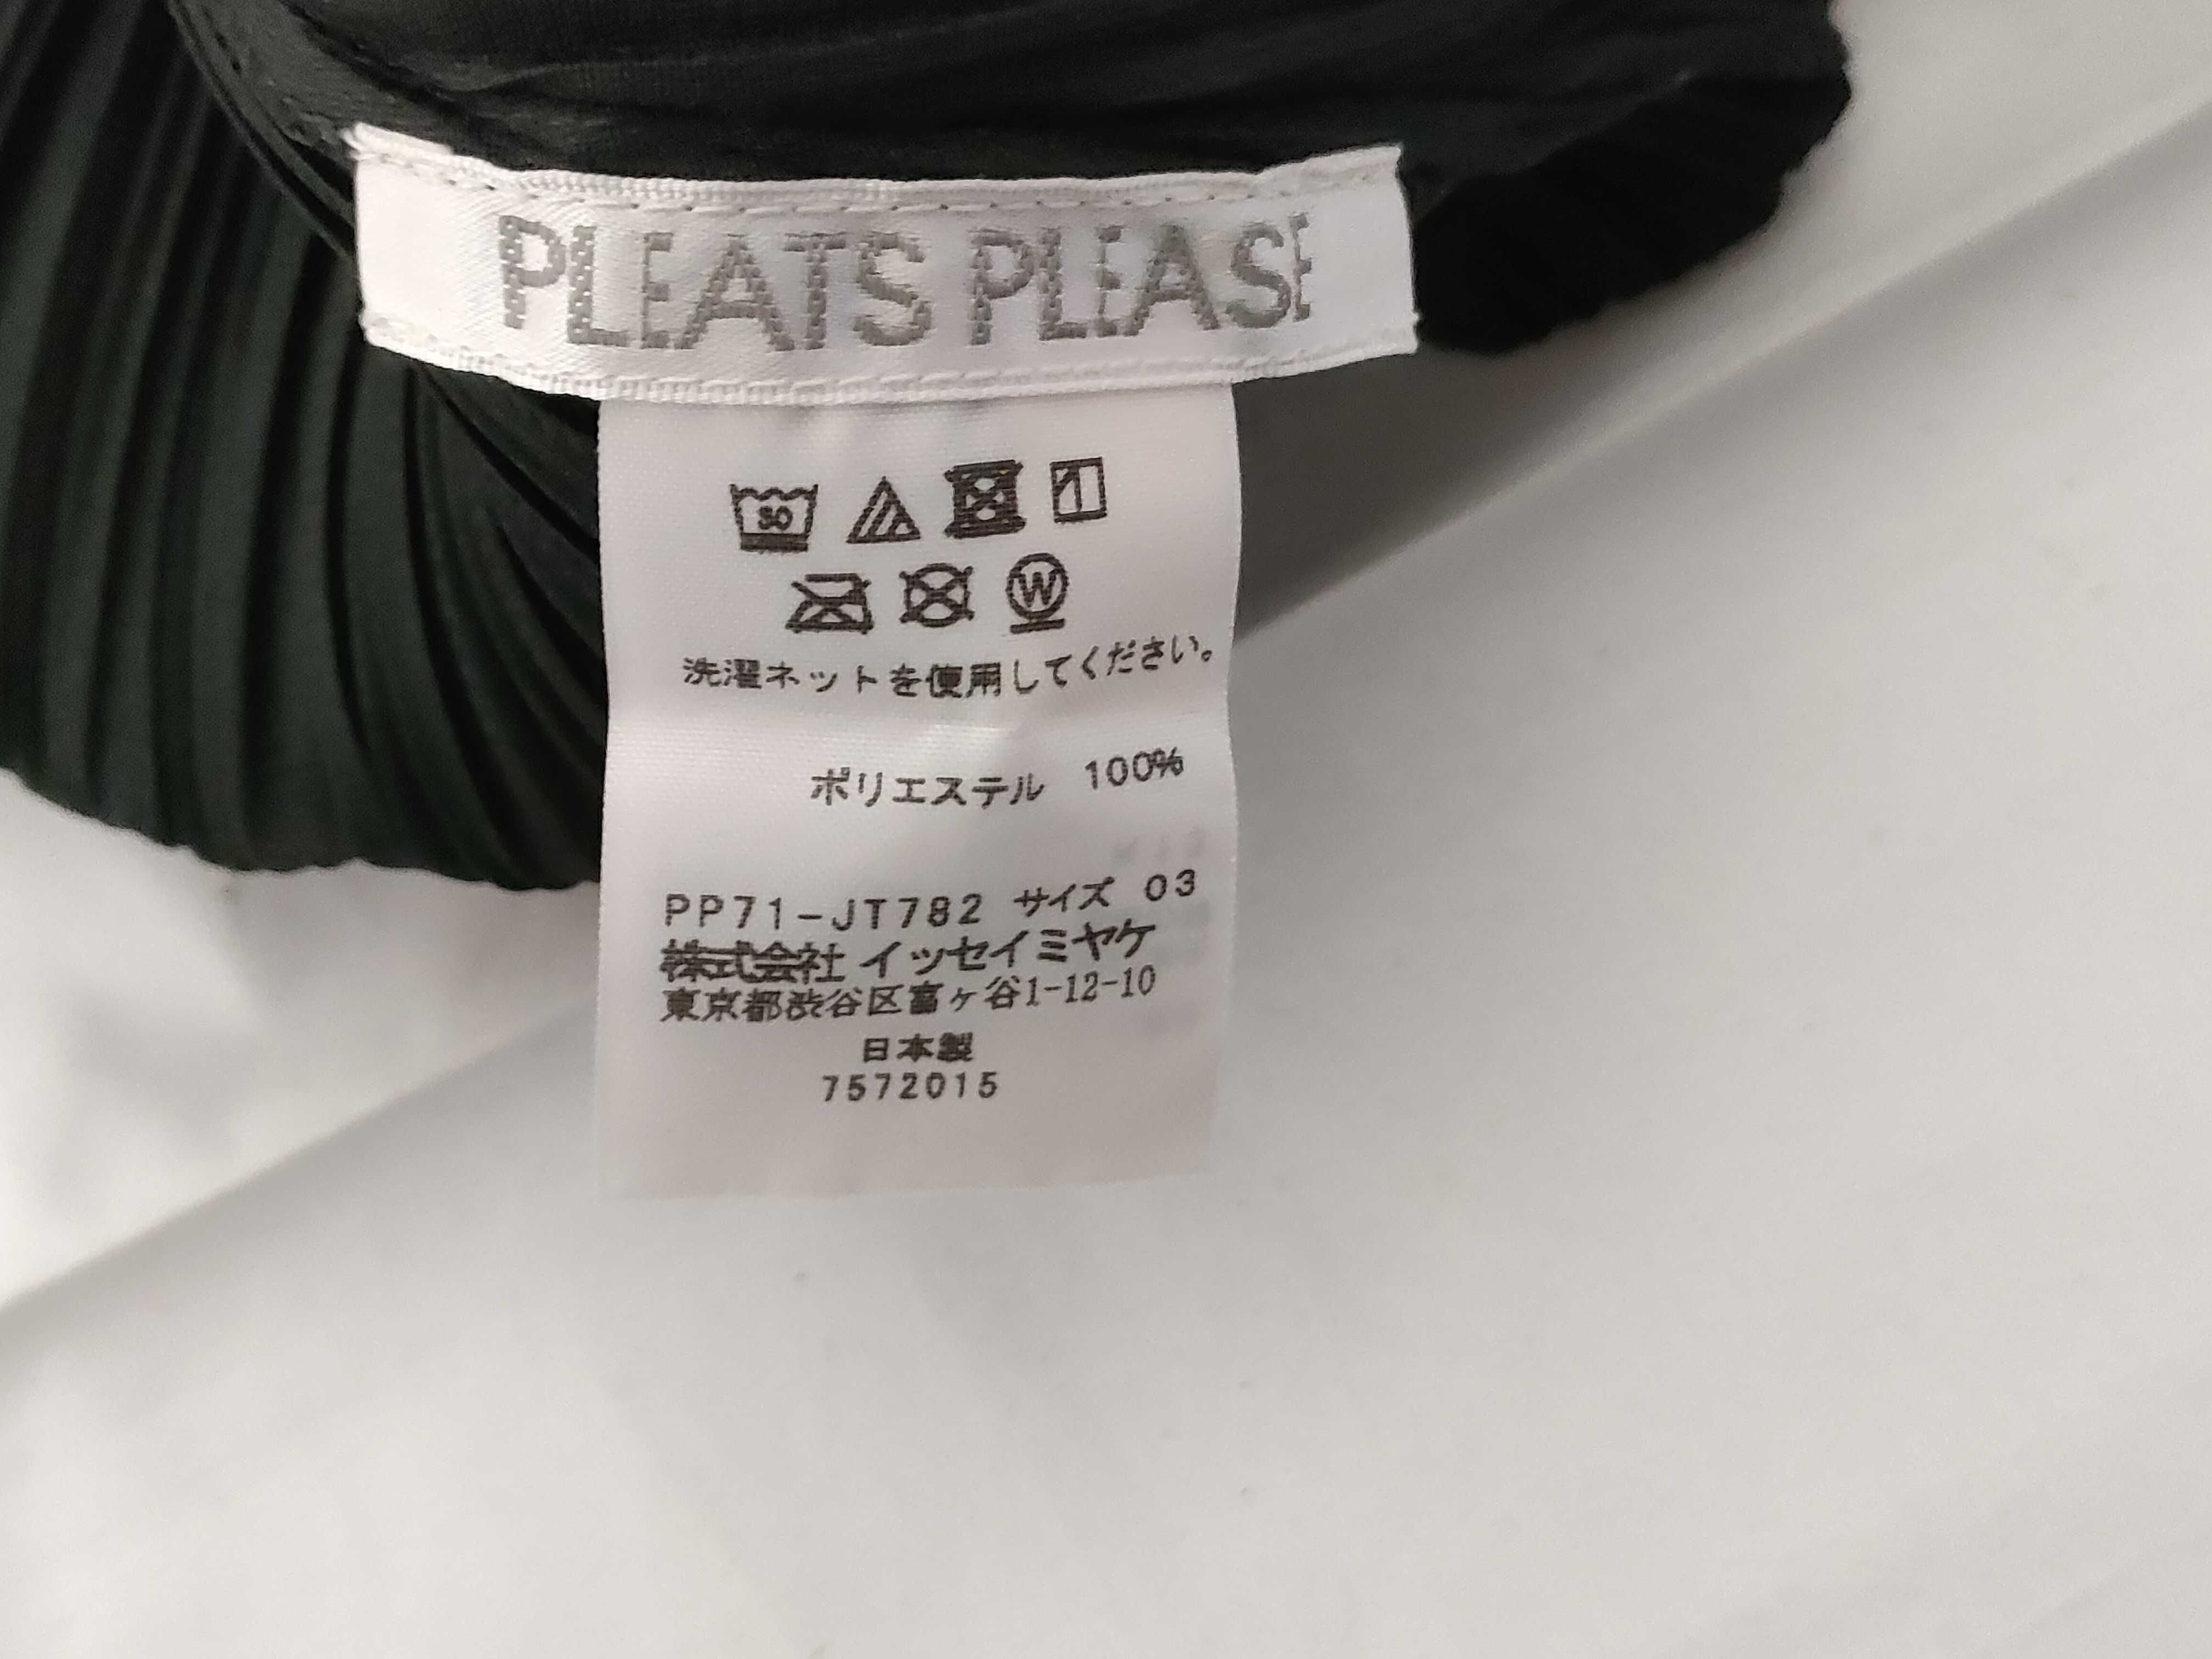 PLEATS PLEASE
30
W
洗濯ネットを使用してください。
ポリエステル 100%
PP71-JT782 サイズ 03
株式会社 イッセイミヤケ
東京都渋谷区富ヶ谷1-12-10
日本製
7572015